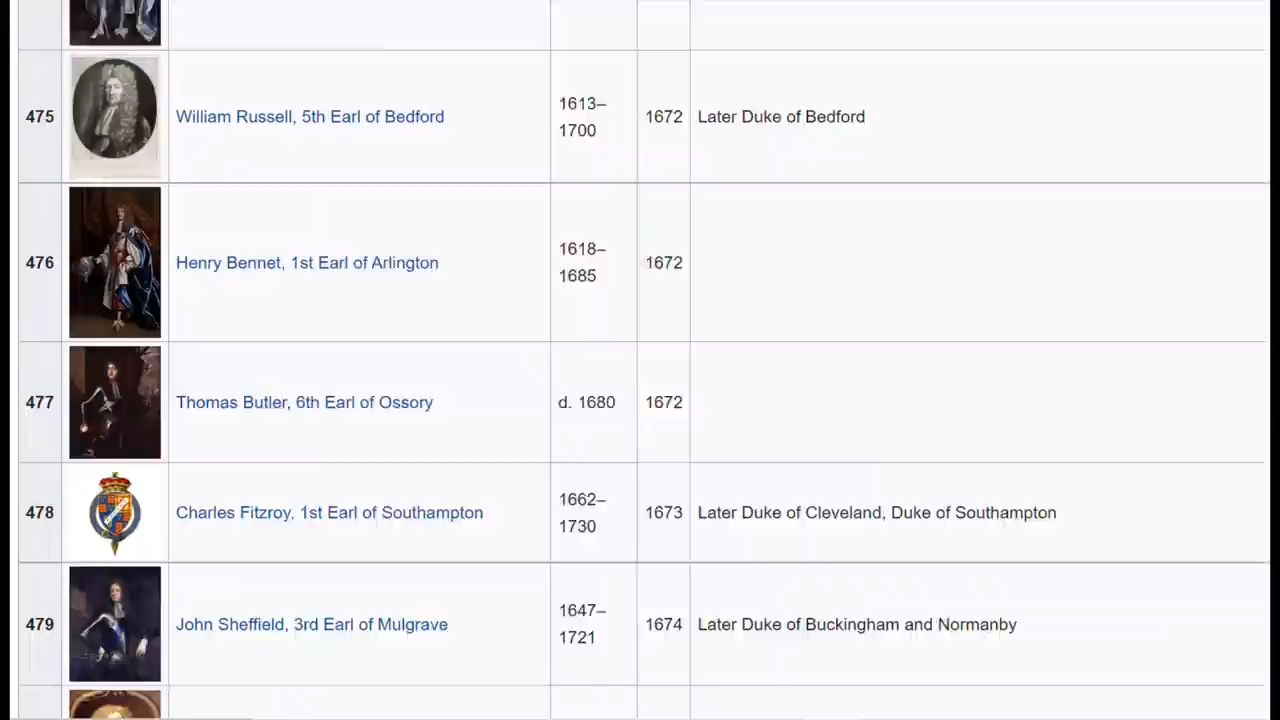 475 William Russell, 5th Earl of Bedford 1613–1700 1672 Later Duke of Bedford
476 Henry Bennet, 1st Earl of Arlington 1618–1685 1672
477 Thomas Butler, 6th Earl of Ossory d. 1680 1672
478 Charles Fitzroy, 1st Earl of Southampton 1662–1730 1673 Later Duke of Cleveland, Duke of Southampton
479 John Sheffield, 3rd Earl of Mulgrave 1647–1721 1674 Later Duke of Buckingham and Normanby